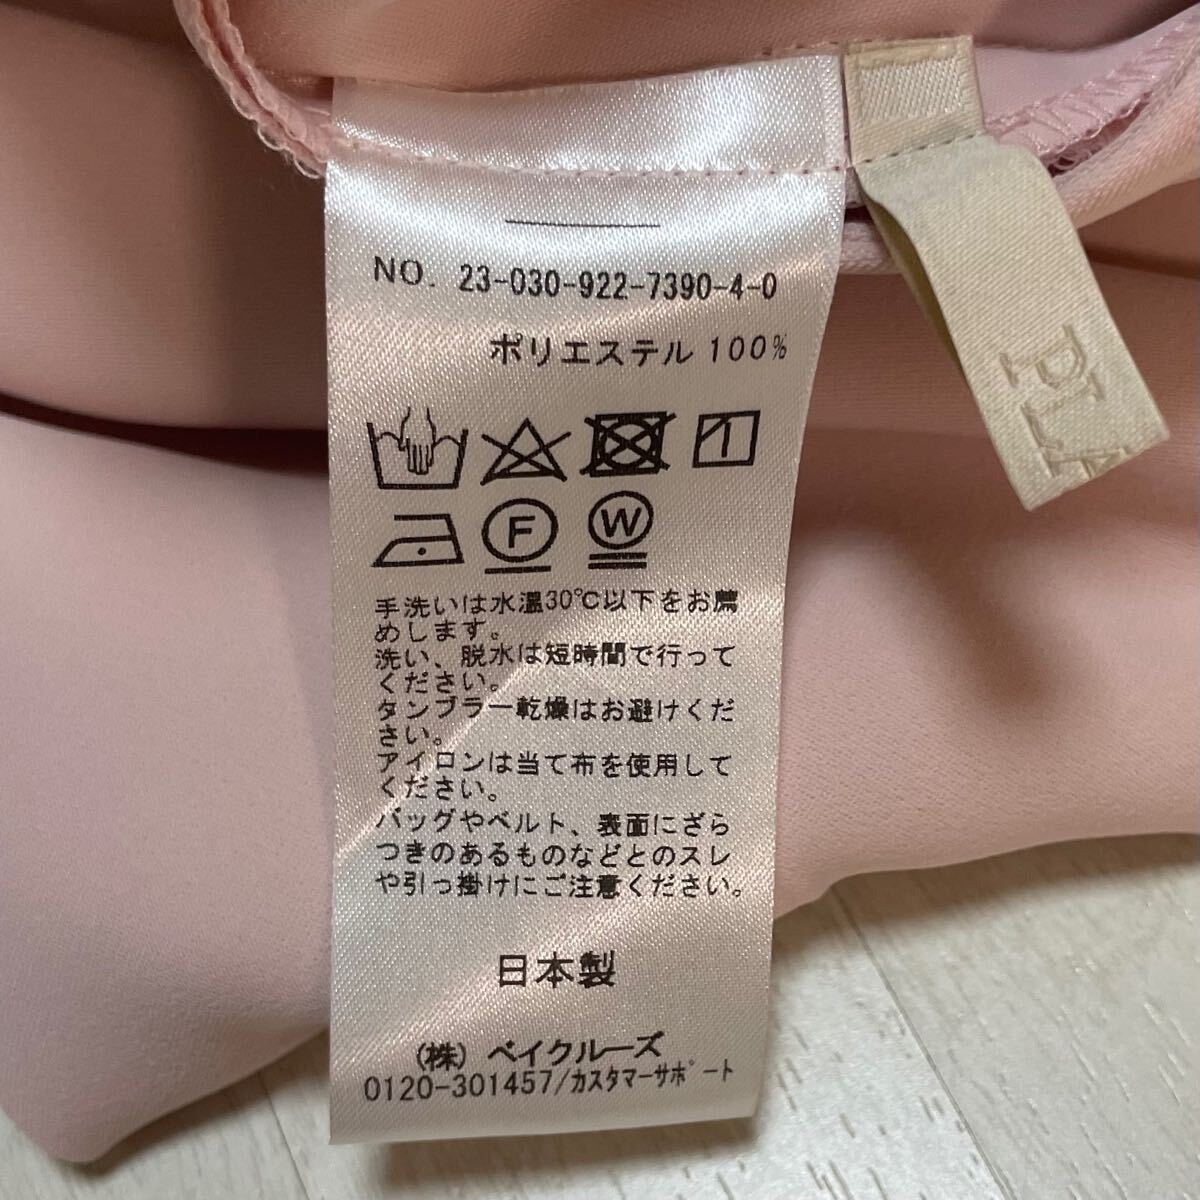 NO. 23-030-922-7390-4-0
ポリエステル 100%
F
W
手洗いは水温30℃以下をお薦
めします。
洗い、脱水は短時間で行って
ください。
タンブラー乾燥はお避けくだ
さい。
アイロンは当て布を使用して
ください。
バッグやベルト、表面にざら
つきのあるものなどとのスレ
や引っ掛けにご注意ください。
日本製
(株) ベイクルーズ
0120-301457/カスタマーサポート